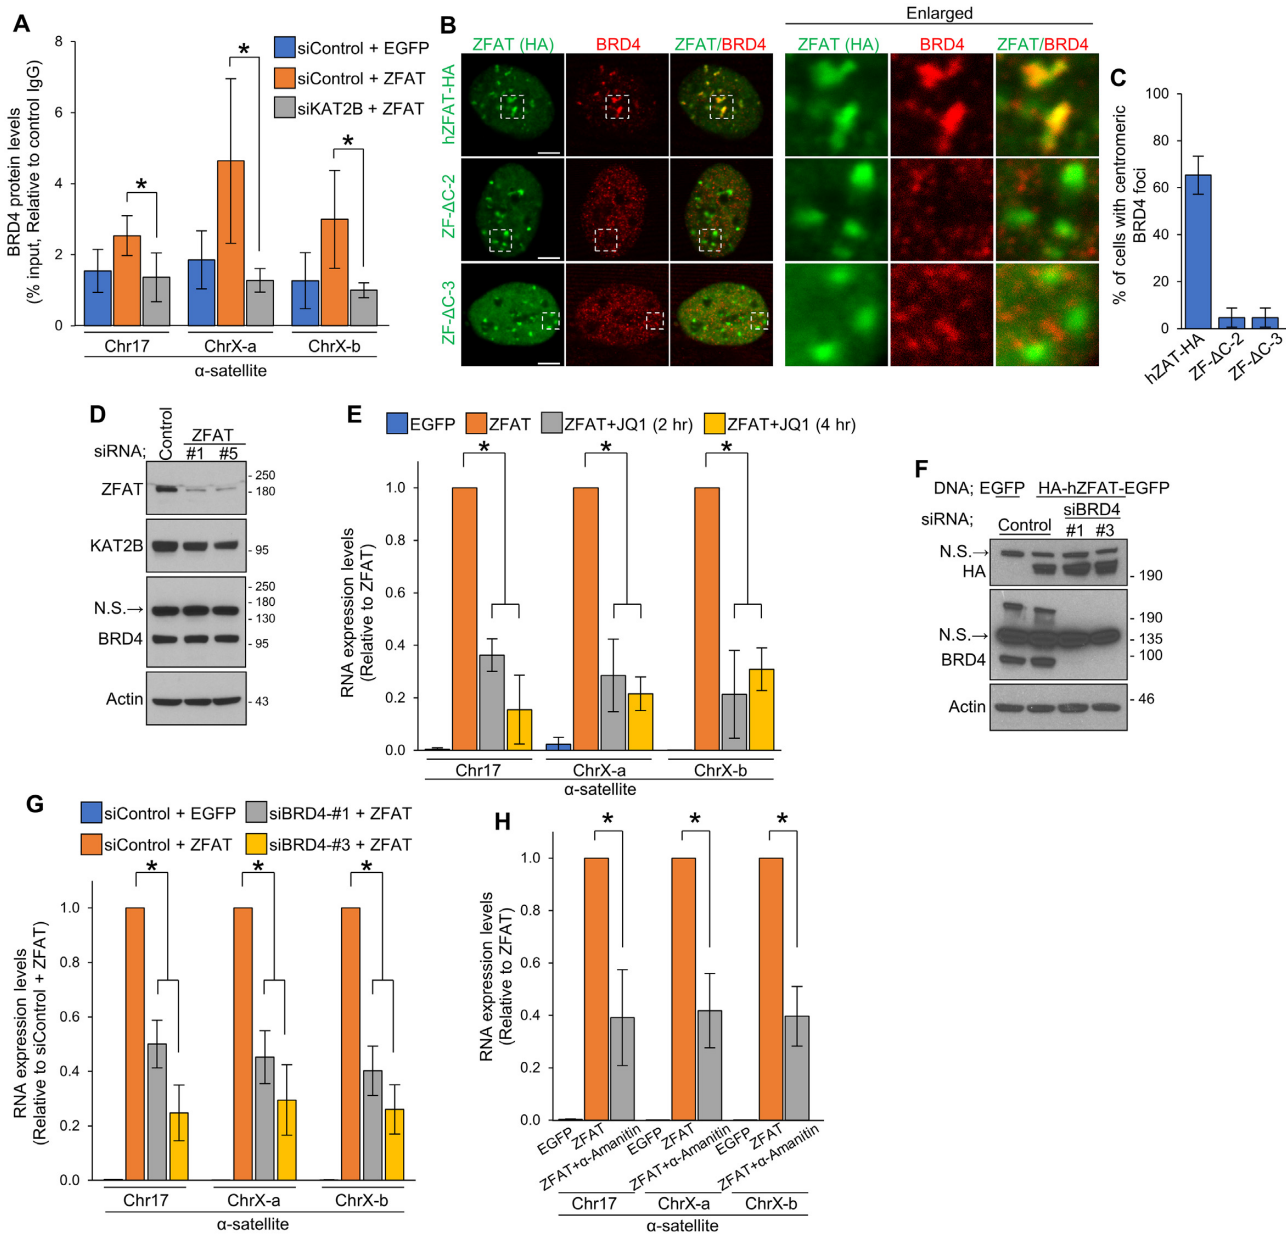 A
BRD4 protein levels
(% input, Relative to control IgG)
8
6
4
2
0
siControl + EGFP
siControl + ZFAT
siKAT2B + ZFAT
*
*
*
Chr17
ChrX-a
ChrX-b
α-satellite
B
Enlarged
ZFAT (HA)
BRD4
ZFAT/BRD4
ZFAT (HA)
BRD4
ZFAT/BRD4
hZFAT-HA
ZF-ΔC-2
ZF-ΔC-3
C
% of cells with centromeric
BRD4 foci
100
80
60
40
20
0
hZAT-HA
ZF-ΔC-2
ZF-ΔC-3
D
siRNA;
Control
ZFAT
#1 #5
ZFAT
- 250
- 180
KAT2B
- 95
N.S.→
BRD4
- 250
- 180
- 130
- 95
Actin
- 43
E
EGFP
ZFAT
ZFAT+JQ1 (2 hr)
ZFAT+JQ1 (4 hr)
RNA expression levels
(Relative to ZFAT)
1.0
0.8
0.6
0.4
0.2
0.0
*
*
*
Chr17
ChrX-a
ChrX-b
α-satellite
F
DNA; EGFP HA-hZFAT-EGFP
siRNA; Control siBRD4
#1 #3
N.S.→
HA
- 190
N.S.→
BRD4
- 190
- 135
- 100
Actin
- 46
G
siControl + EGFP
siBRD4-#1 + ZFAT
siControl + ZFAT
siBRD4-#3 + ZFAT
RNA expression levels
(Relative to siControl + ZFAT)
1.0
0.8
0.6
0.4
0.2
0.0
*
*
*
Chr17
ChrX-a
ChrX-b
α-satellite
H
RNA expression levels
(Relative to ZFAT)
1.0
0.8
0.6
0.4
0.2
0.0
*
*
*
EGFP
ZFAT
ZFAT+α-Amanitin
EGFP
ZFAT
ZFAT+α-Amanitin
EGFP
ZFAT
ZFAT+α-Amanitin
Chr17
ChrX-a
ChrX-b
α-satellite